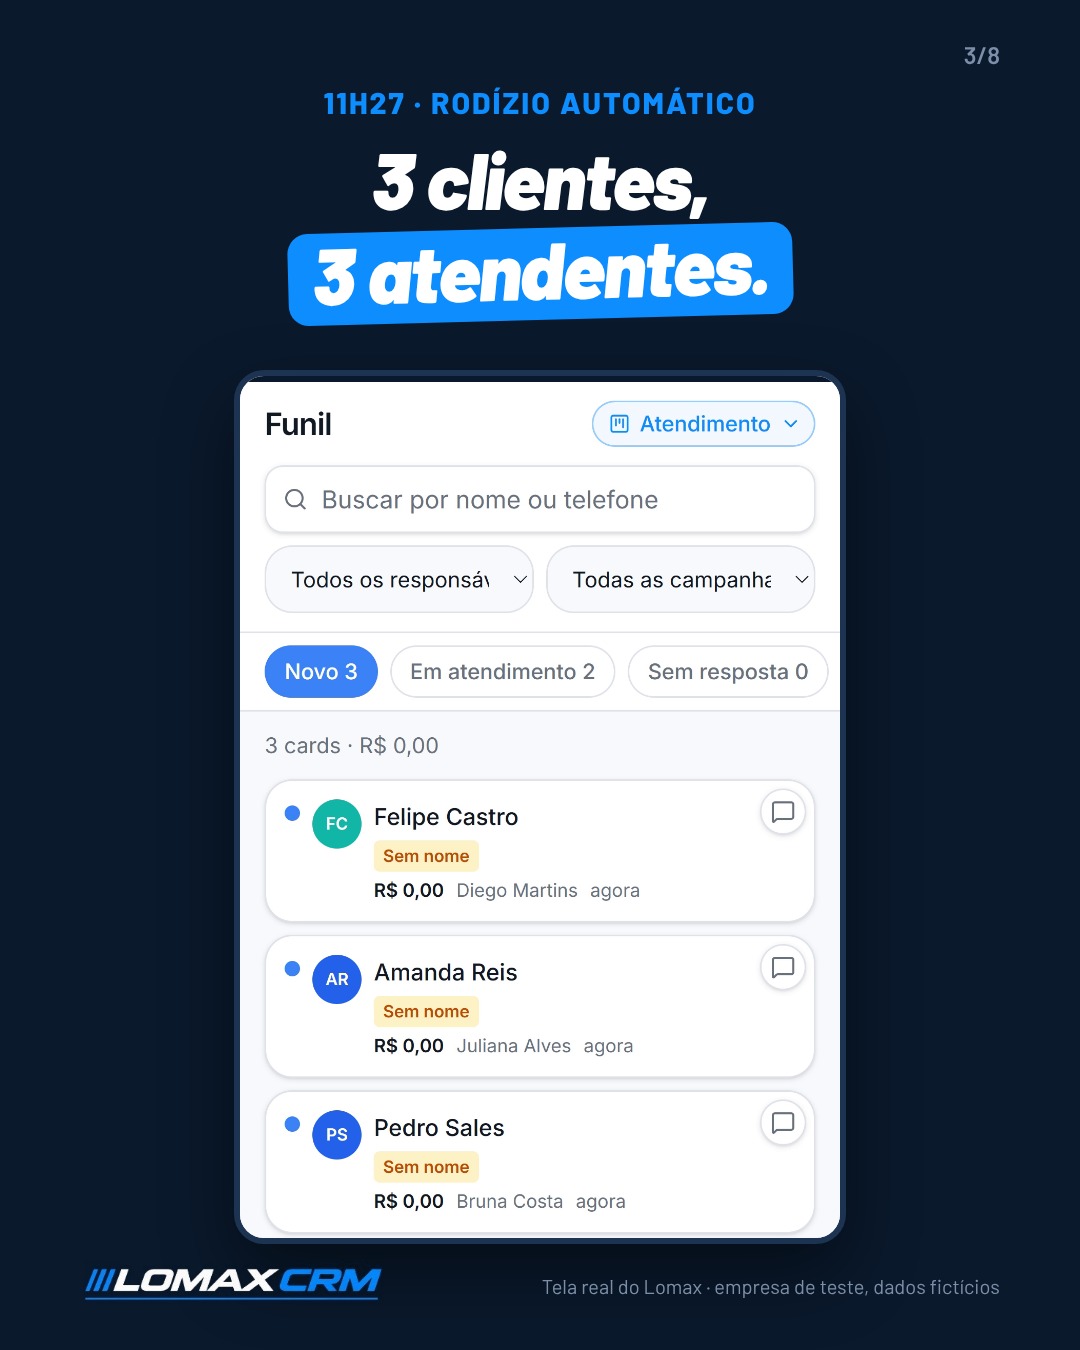 3/8
11H27 · RODÍZIO AUTOMÁTICO
3 clientes,
3 atendentes.
Funil
Atendimento
Buscar por nome ou telefone
Todos os responsáv
Todas as campanha
Novo 3
Em atendimento 2
Sem resposta 0
3 cards · R$ 0,00
FC
Felipe Castro
Sem nome
R$ 0,00 Diego Martins agora
AR
Amanda Reis
Sem nome
R$ 0,00 Juliana Alves agora
PS
Pedro Sales
Sem nome
R$ 0,00 Bruna Costa agora
LOMAX CRM
Tela real do Lomax · empresa de teste, dados fictícios